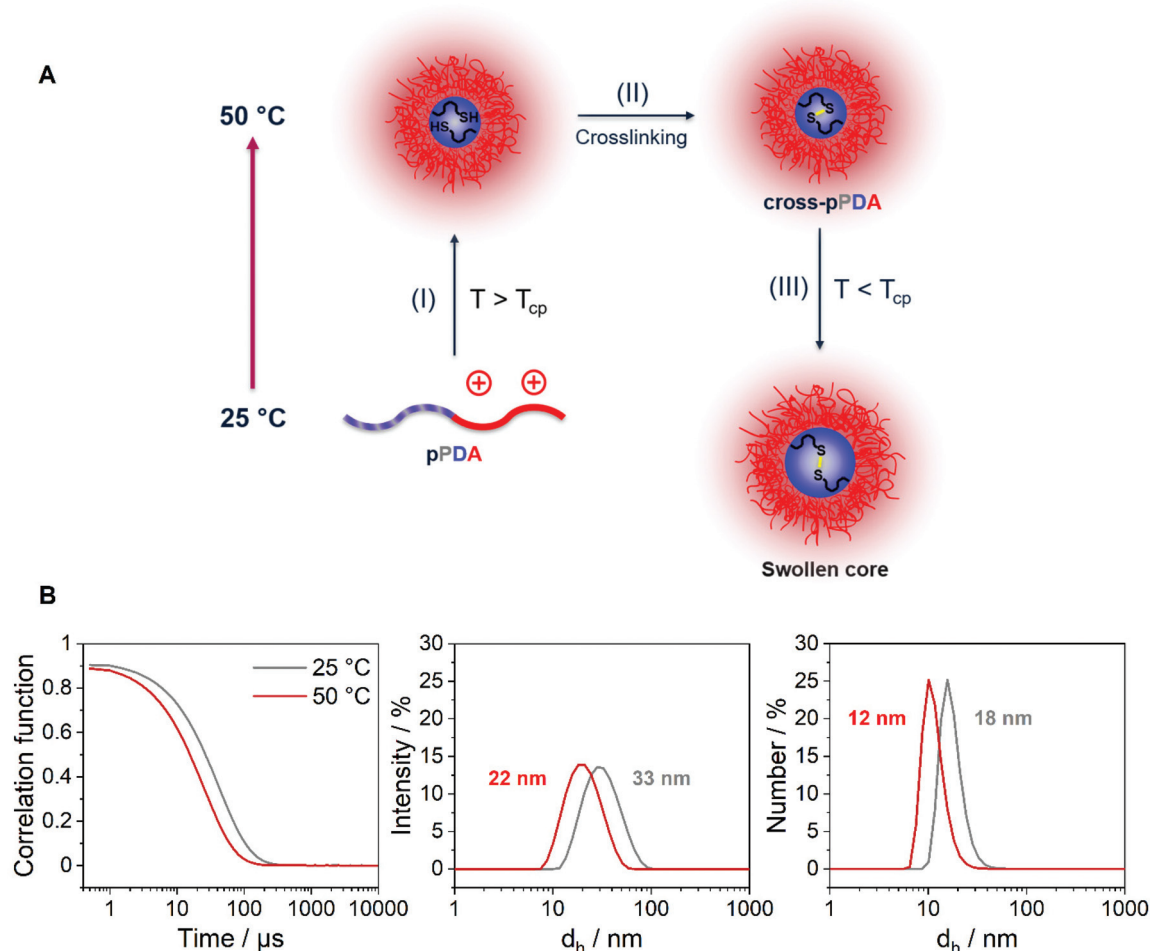 A
50 °C
25 °C
SH
HS
(II)
Crosslinking
S
S
cross-pPDA
(I)
T > Tcp
(III)
T < Tcp
pPDA
S
S
Swollen core
B
Correlation function
1
0.8
0.6
0.4
0.2
0
25 °C
50 °C
1 10 100 1000 10000
Time / µs
Intensity / %
30
25
20
15
10
5
0
22 nm
33 nm
1 10 100 1000
dh / nm
Number / %
30
25
20
15
10
5
0
12 nm
18 nm
1 10 100 1000
dh / nm